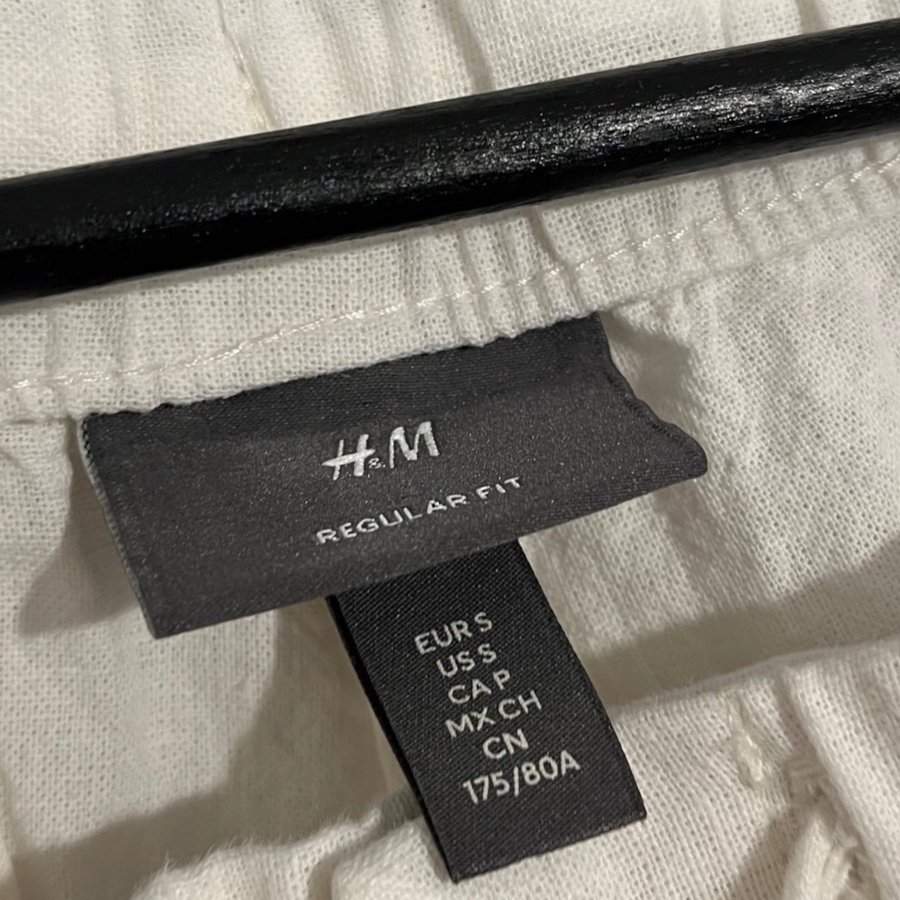 H&M
REGULAR FIT
EUR S
US S
CA P
MX CH
CN
175/80A